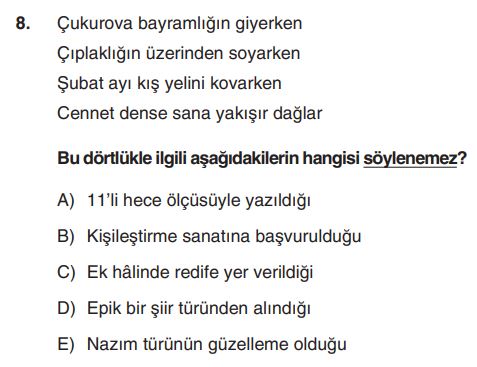 8. Çukurova bayramlığın giyerken
Çıplaklığın üzerinden soyarken
Şubat ayı kış yelini kovarken
Cennet dense sana yakışır dağlar
Bu dörtlükle ilgili aşağıdakilerin hangisi söylenemez?
A) 11'li hece ölçüsüyle yazıldığı
B) Kişileştirme sanatına başvurulduğu
C) Ek hâlinde redife yer verildiği
D) Epik bir şiir türünden alındığı
E) Nazım türünün güzelleme olduğu